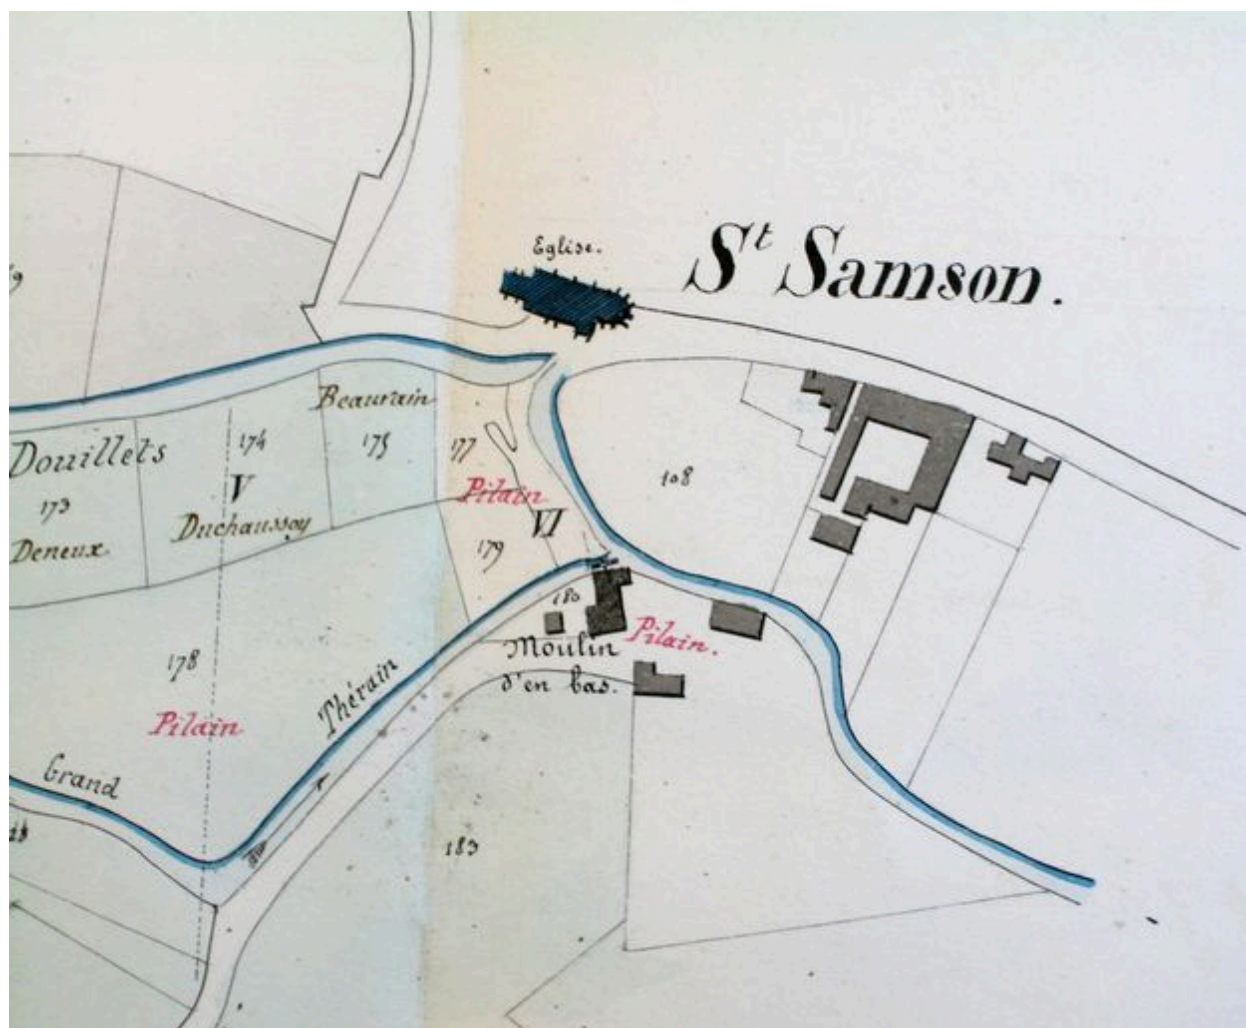 Eglise.
St Samson.
Beaurain
Douillets
174
175
177
108
V
Pilain
173
Duchaussoy
VI
Deneux
179
180
Pilain.
Moulin
d'en bas.
178
Thérain
Pilain
Grand
183